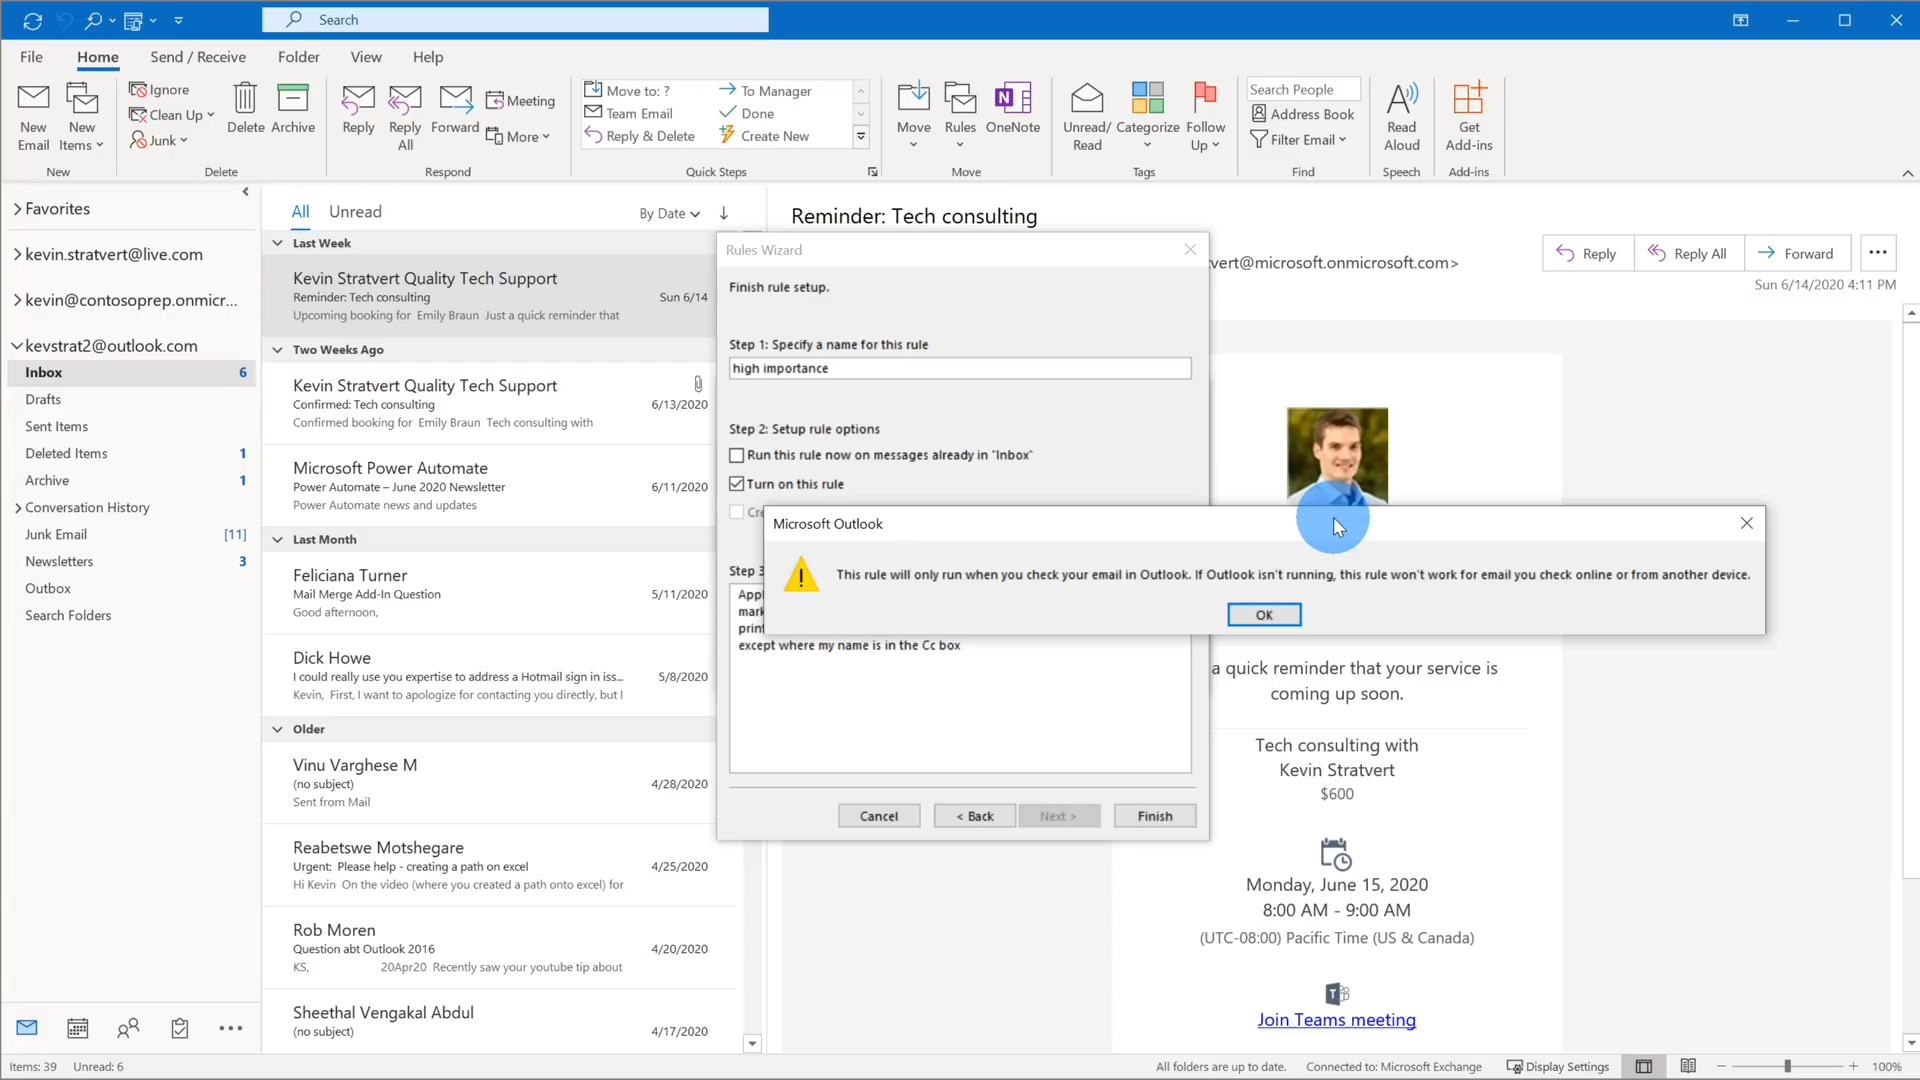 Search
File
Home
Send / Receive
Folder
View
Help
New Email
New Items
New
Ignore
Clean Up
Junk
Delete
Archive
Delete
Reply
Reply All
Forward
Meeting
More
Respond
Move to: ?
Team Email
Reply & Delete
To Manager
Done
Create New
Quick Steps
Move
Rules
OneNote
Move
Unread/ Read
Categorize
Follow Up
Tags
Search People
Address Book
Filter Email
Find
Read Aloud
Speech
Get Add-ins
Add-ins
Favorites
kevin.stratvert@live.com
kevin@contosoprep.onmicr...
kevstrat2@outlook.com
Inbox 6
Drafts
Sent Items
Deleted Items 1
Archive 1
Conversation History
Junk Email [11]
Newsletters 3
Outbox
Search Folders
All Unread By Date
Last Week
Kevin Stratvert Quality Tech Support
Reminder: Tech consulting Sun 6/14
Upcoming booking for Emily Braun Just a quick reminder that
Two Weeks Ago
Kevin Stratvert Quality Tech Support
Confirmed: Tech consulting 6/13/2020
Confirmed booking for Emily Braun Tech consulting with
Microsoft Power Automate
Power Automate – June 2020 Newsletter 6/11/2020
Power Automate news and updates
Last Month
Feliciana Turner
Mail Merge Add-In Question 5/11/2020
Good afternoon,
Dick Howe
I could really use you expertise to address a Hotmail sign in iss... 5/8/2020
Kevin, First, I want to apologize for contacting you directly, but I
Older
Vinu Varghese M
(no subject) 4/28/2020
Sent from Mail
Reabetswe Motshegare
Urgent: Please help - creating a path on excel 4/25/2020
Hi Kevin On the video (where you created a path onto excel) for
Rob Moren
Question abt Outlook 2016 4/20/2020
KS, 20Apr20 Recently saw your youtube tip about
Sheethal Vengakal Abdul
(no subject) 4/17/2020
Reminder: Tech consulting
vert@microsoft.onmicrosoft.com>
Reply
Reply All
Forward
Sun 6/14/2020 4:11 PM
Rules Wizard
Finish rule setup.
Step 1: Specify a name for this rule
high importance
Step 2: Setup rule options
Run this rule now on messages already in "Inbox"
Turn on this rule
Cre
Step 3
Appl
mark
print
except where my name is in the Cc box
Cancel
< Back
Next >
Finish
Microsoft Outlook
This rule will only run when you check your email in Outlook. If Outlook isn't running, this rule won't work for email you check online or from another device.
OK
a quick reminder that your service is
coming up soon.
Tech consulting with
Kevin Stratvert
$600
Monday, June 15, 2020
8:00 AM - 9:00 AM
(UTC-08:00) Pacific Time (US & Canada)
Join Teams meeting
Items: 39 Unread: 6
All folders are up to date.
Connected to: Microsoft Exchange
Display Settings
100%